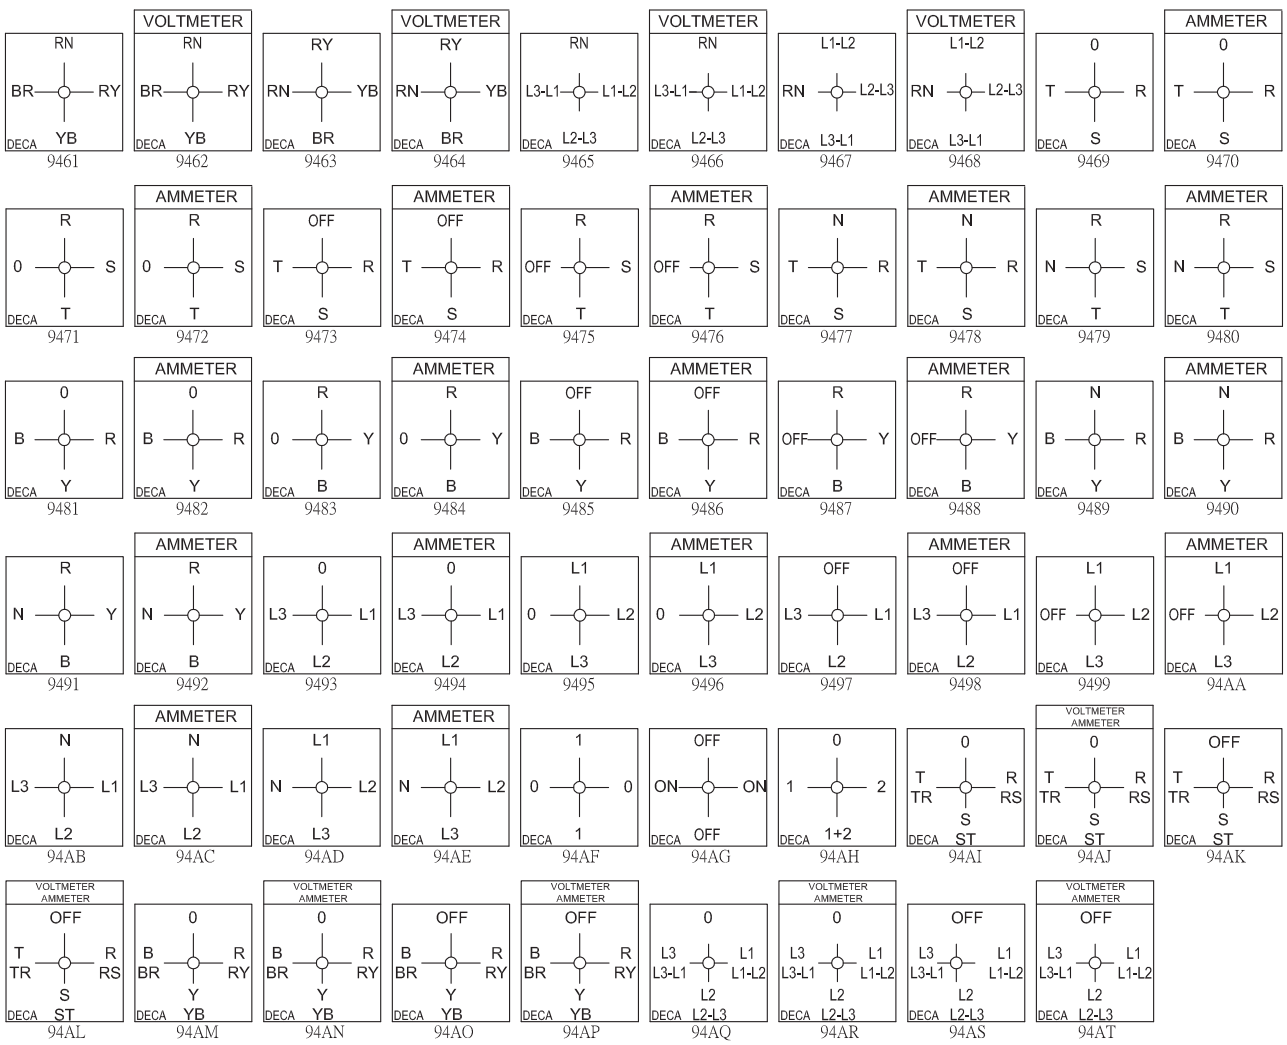 VOLTMETER VOLTMETER VOLTMETER VOLTMETER AMMETER
RN RN RY RY RN RN L1-L2 L1-L2 0 0
BR RY BR RY RN YB RN YB L3-L1 L1-L2 L3-L1 L1-L2 RN L2-L3 RN L2-L3 T R T R
DECA YB DECA YB DECA BR DECA BR DECA L2-L3 DECA L2-L3 DECA L3-L1 DECA L3-L1 DECA S DECA S
9461 9462 9463 9464 9465 9466 9467 9468 9469 9470
AMMETER AMMETER AMMETER AMMETER AMMETER
R R OFF OFF R R N N R R
0 S 0 S T R T R OFF S OFF S T R T R N S N S
DECA T DECA T DECA S DECA S DECA T DECA T DECA S DECA S DECA T DECA T
9471 9472 9473 9474 9475 9476 9477 9478 9479 9480
AMMETER AMMETER AMMETER AMMETER AMMETER
0 0 R R OFF OFF R R N N
B R B R 0 Y 0 Y B R B R OFF Y OFF Y B R B R
DECA Y DECA Y DECA B DECA B DECA Y DECA Y DECA B DECA B DECA Y DECA Y
9481 9482 9483 9484 9485 9486 9487 9488 9489 9490
AMMETER AMMETER AMMETER AMMETER AMMETER
R R 0 0 L1 L1 OFF OFF L1 L1
N Y N Y L3 L1 L3 L1 0 L2 0 L2 L3 L1 L3 L1 OFF L2 OFF L2
DECA B DECA B DECA L2 DECA L2 DECA L3 DECA L3 DECA L2 DECA L2 DECA L3 DECA L3
9491 9492 9493 9494 9495 9496 9497 9498 9499 94AA
AMMETER AMMETER VOLTMETER
AMMETER
N N L1 L1 1 OFF 0 0 0 OFF
L3 L1 L3 L1 N L2 N L2 0 0 ON ON 1 2 T R T R T R
TR RS TR RS TR RS
S S S
DECA L2 DECA L2 DECA L3 DECA L3 DECA 1 DECA OFF DECA 1+2 DECA ST DECA ST DECA ST
94AB 94AC 94AD 94AE 94AF 94AG 94AH 94AI 94AJ 94AK
VOLTMETER VOLTMETER VOLTMETER VOLTMETER VOLTMETER
AMMETER AMMETER AMMETER AMMETER AMMETER
OFF 0 0 OFF OFF 0 0 OFF OFF
T R B R B R B R B R L3 L1 L3 L1 L3 L1 L3 L1
TR RS BR RY BR RY BR RY BR RY L3-L1 L1-L2 L3-L1 L1-L2 L3-L1 L1-L2 L3-L1 L1-L2
S Y Y Y Y L2 L2 L2 L2
DECA ST DECA YB DECA YB DECA YB DECA YB DECA L2-L3 DECA L2-L3 DECA L2-L3 DECA L2-L3
94AL 94AM 94AN 94AO 94AP 94AQ 94AR 94AS 94AT